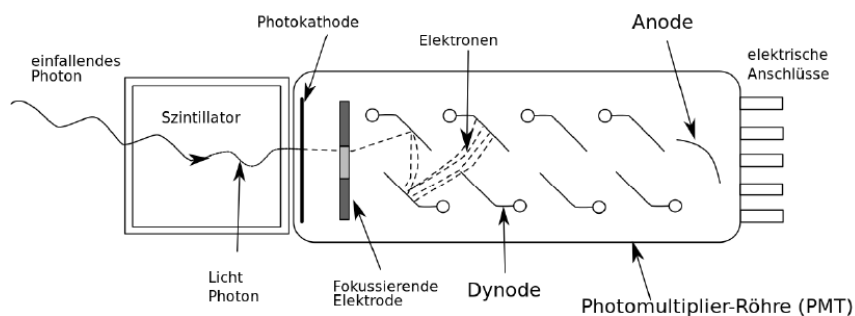 Photokathode
Anode
Elektronen
einfallendes
Photon
elektrische
Anschlüsse
Szintillator
Licht
Photon
Fokussierende
Elektrode
Dynode
Photomultiplier-Röhre (PMT)